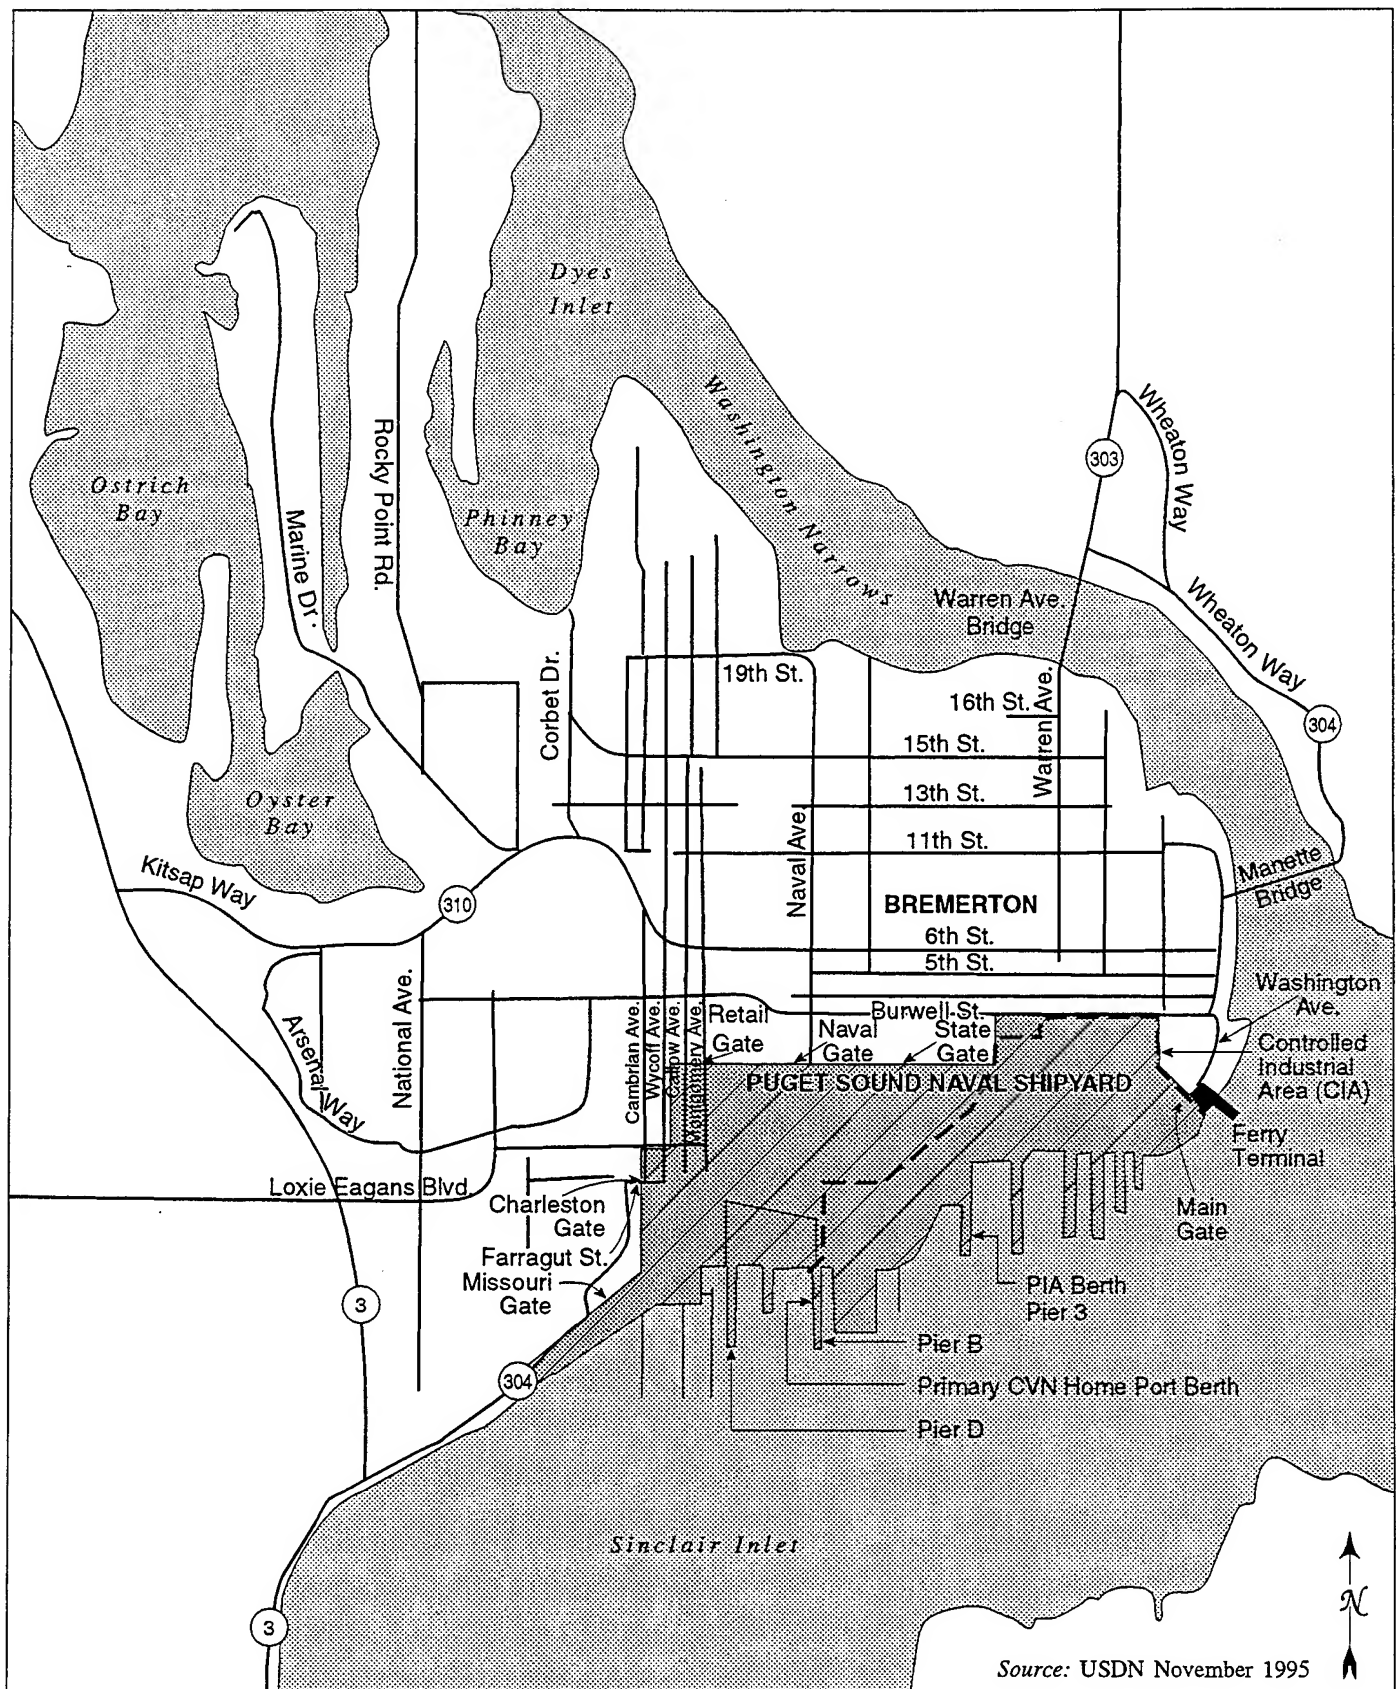 Dyes
Inlet
Washington Narrows
Wheaton Way
303
Rocky Point Rd.
Ostrich
Bay
Marine Dr.
Phinney
Bay
Warren Ave.
Bridge
Wheaton Way
19th St.
16th St.
Warren Ave.
Corbet Dr.
304
15th St.
13th St.
Oyster
Bay
Naval Ave.
11th St.
Kitsap Way
310
Manette
Bridge
BREMERTON
6th St.
5th St.
National Ave.
Washington
Ave.
Burwell St.
Arsenal Way
Cambrian Ave.
Wycoff Ave.
Callow Ave.
Montgomery Ave.
Retail
Gate
Naval
Gate
State
Gate
Controlled
Industrial
Area (CIA)
PUGET SOUND NAVAL SHIPYARD
Ferry
Terminal
Loxie Eagans Blvd.
Charleston
Gate
Main
Gate
Farragut St.
Missouri
Gate
PIA Berth
Pier 3
3
Pier B
304
Primary CVN Home Port Berth
Pier D
Sinclair Inlet
3
N
Source: USDN November 1995